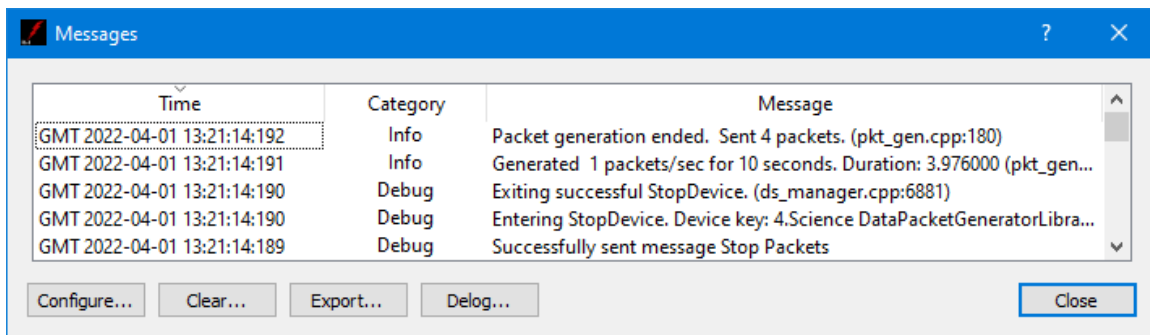 Messages
Time Category Message
GMT 2022-04-01 13:21:14:192 Info Packet generation ended. Sent 4 packets. (pkt_gen.cpp:180)
GMT 2022-04-01 13:21:14:191 Info Generated 1 packets/sec for 10 seconds. Duration: 3.976000 (pkt_gen...
GMT 2022-04-01 13:21:14:190 Debug Exiting successful StopDevice. (ds_manager.cpp:6881)
GMT 2022-04-01 13:21:14:190 Debug Entering StopDevice. Device key: 4.Science DataPacketGeneratorLibra...
GMT 2022-04-01 13:21:14:189 Debug Successfully sent message Stop Packets
Configure... Clear... Export... Delog... Close